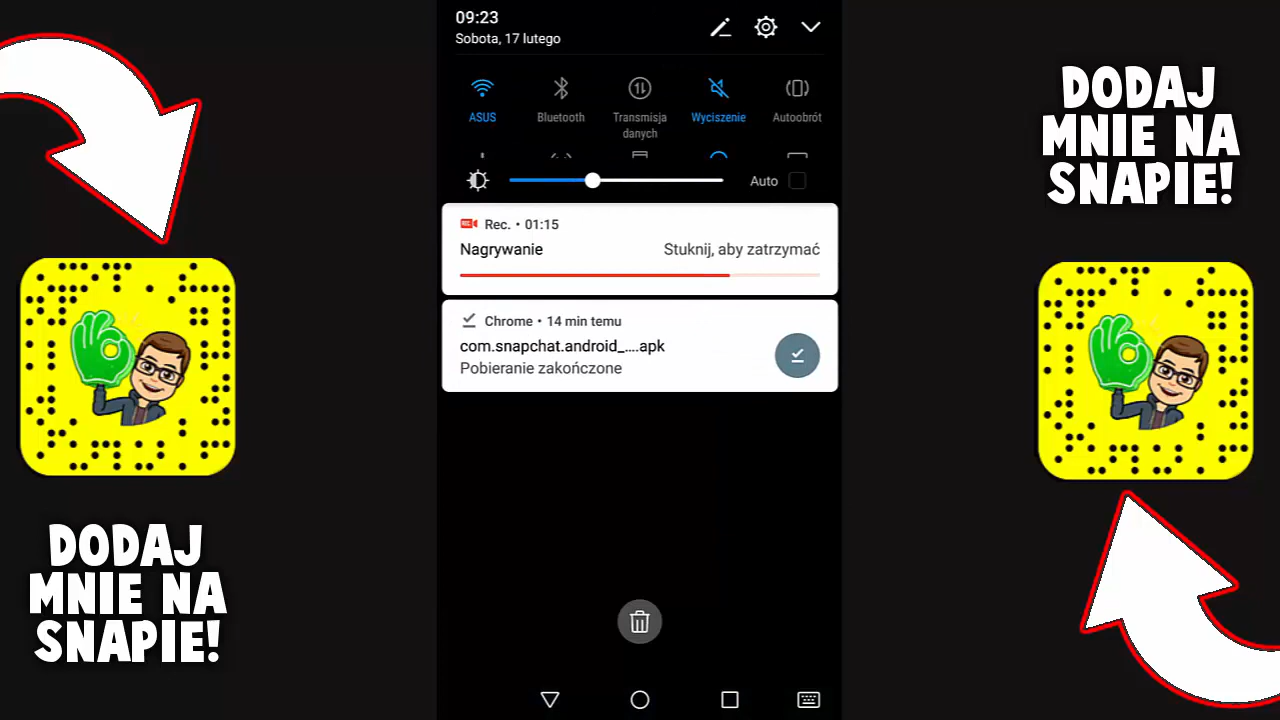 09:23
Sobota, 17 lutego
ASUS
Bluetooth
Transmisja
danych
Wyciszenie
Autoobrót
Auto
REC Rec. • 01:15
Nagrywanie
Stuknij, aby zatrzymać
Chrome • 14 min temu
com.snapchat.android_....apk
Pobieranie zakończone
DODAJ
MNIE NA
SNAPIE!
DODAJ
MNIE NA
SNAPIE!